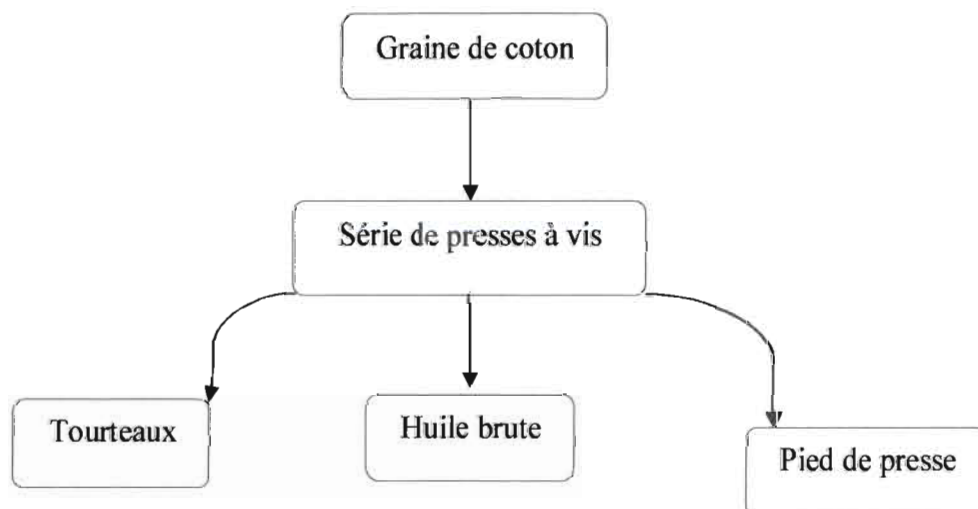 Graine de coton
Série de presses à vis
Tourteaux
Huile brute
Pied de presse